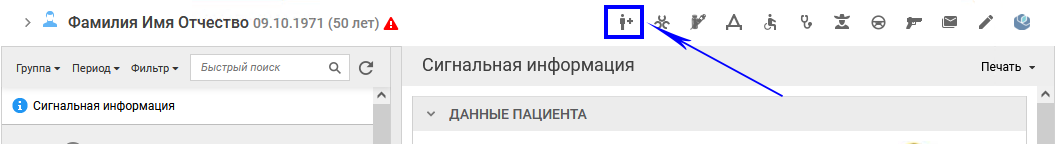 Фамилия Имя Отчество 09.10.1971 (50 лет)
Группа Период Фильтр Быстрый поиск
Сигнальная информация
Сигнальная информация Печать
ДАННЫЕ ПАЦИЕНТА